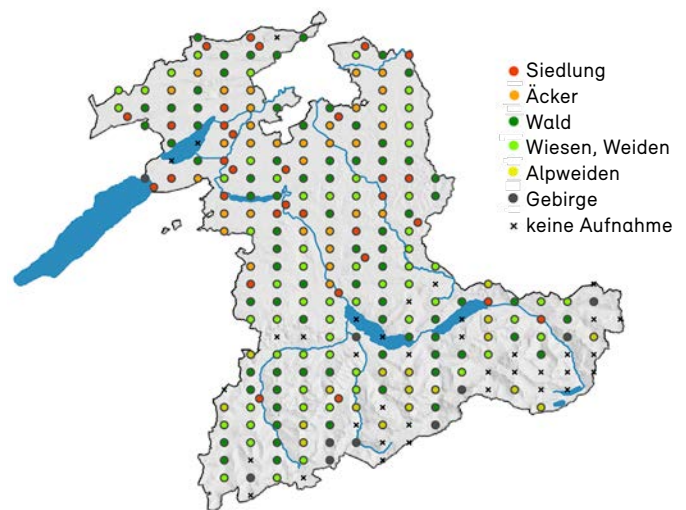 Siedlung
Äcker
Wald
Wiesen, Weiden
Alpweiden
Gebirge
keine Aufnahme